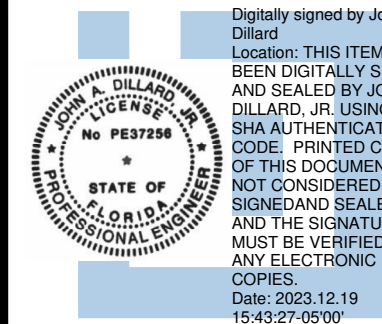 JOHN A. DILLARD, JR.
LICENSE
No PE37256
STATE OF
FLORIDA
PROFESSIONAL ENGINEER
Digitally signed by Jo
Dillard
Location: THIS ITEM
BEEN DIGITALLY S
AND SEALED BY JO
DILLARD, JR. USING
SHA AUTHENTICAT
CODE. PRINTED C
OF THIS DOCUMEN
NOT CONSIDERED
SIGNEDAND SEALE
AND THE SIGNATU
MUST BE VERIFIED
ANY ELECTRONIC
COPIES.
Date: 2023.12.19
15:43:27-05'00'